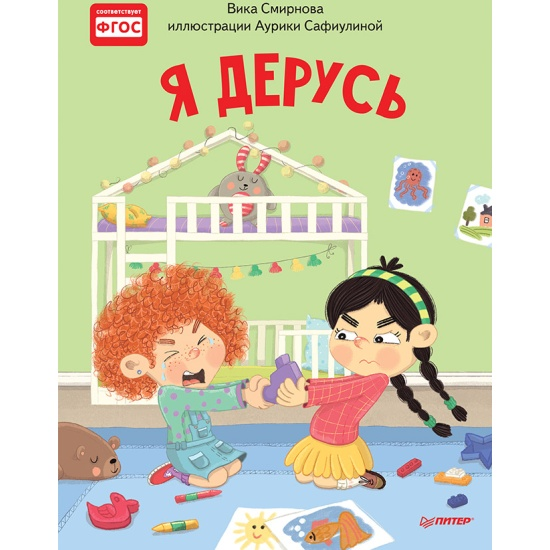 соответствует
ФГОС
Вика Смирнова
иллюстрации Аурики Сафиулиной
Я ДЕРУСЬ
ПИТЕР®